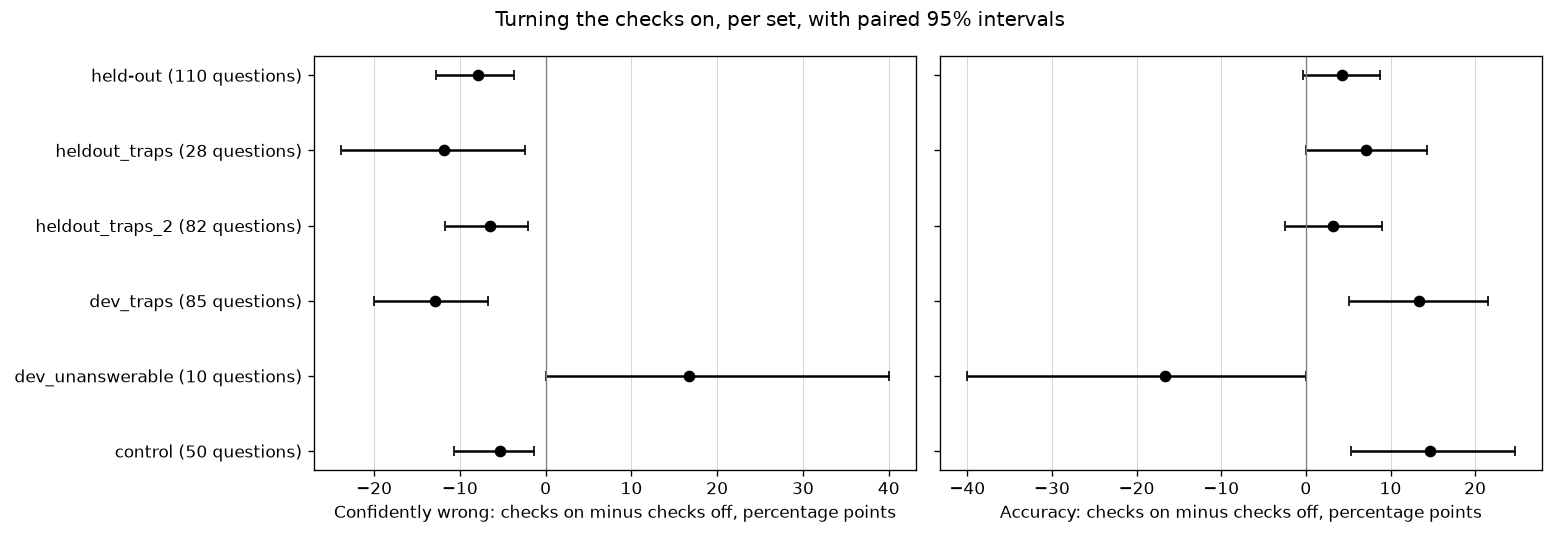 Turning the checks on, per set, with paired 95% intervals
held-out (110 questions)
heldout_traps (28 questions)
heldout_traps_2 (82 questions)
dev_traps (85 questions)
dev_unanswerable (10 questions)
control (50 questions)
−20 −10 0 10 20 30 40
Confidently wrong: checks on minus checks off, percentage points
−40 −30 −20 −10 0 10 20
Accuracy: checks on minus checks off, percentage points